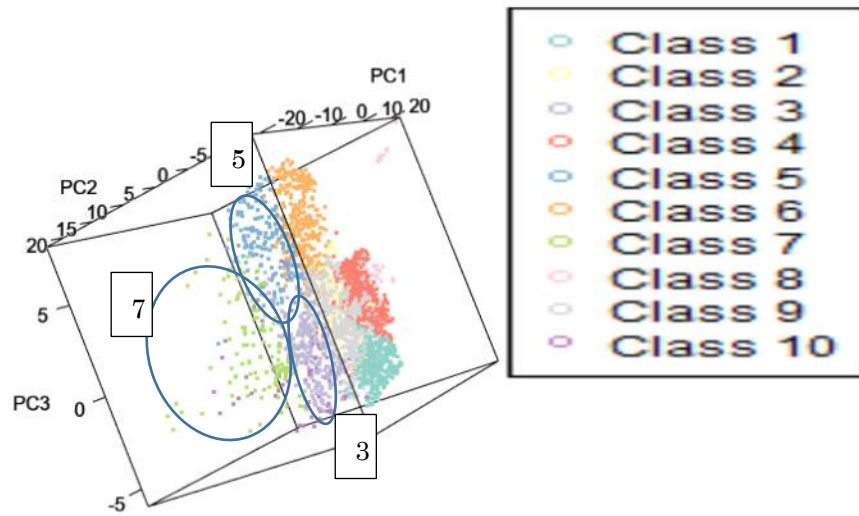 PC1
-20 -10 0 10 20
PC2
20 15 10 5 0 -5
PC3
5
0
-5
5
7
3
Class 1
Class 2
Class 3
Class 4
Class 5
Class 6
Class 7
Class 8
Class 9
Class 10